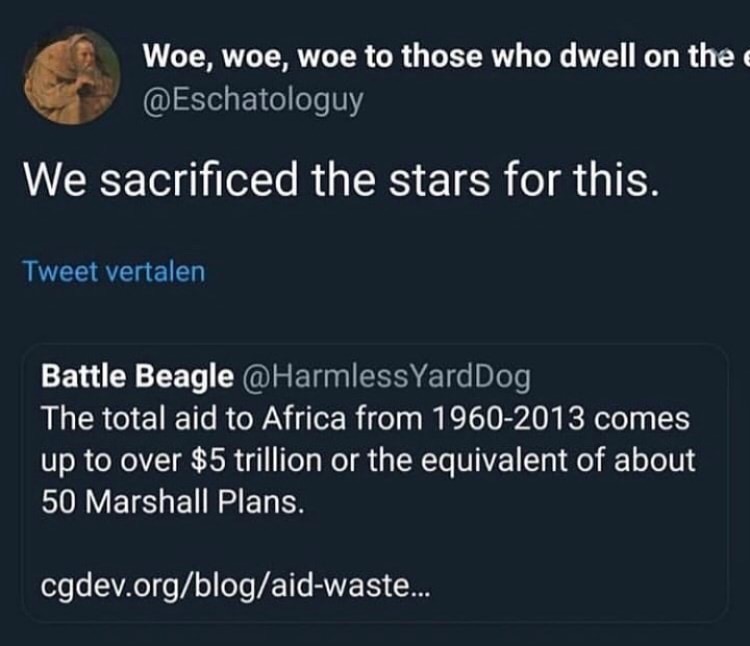 Woe, woe, woe to those who dwell on the
@Eschatologuy
We sacrificed the stars for this.
Tweet vertalen
Battle Beagle @HarmlessYardDog
The total aid to Africa from 1960-2013 comes
up to over $5 trillion or the equivalent of about
50 Marshall Plans.
cgdev.org/blog/aid-waste...